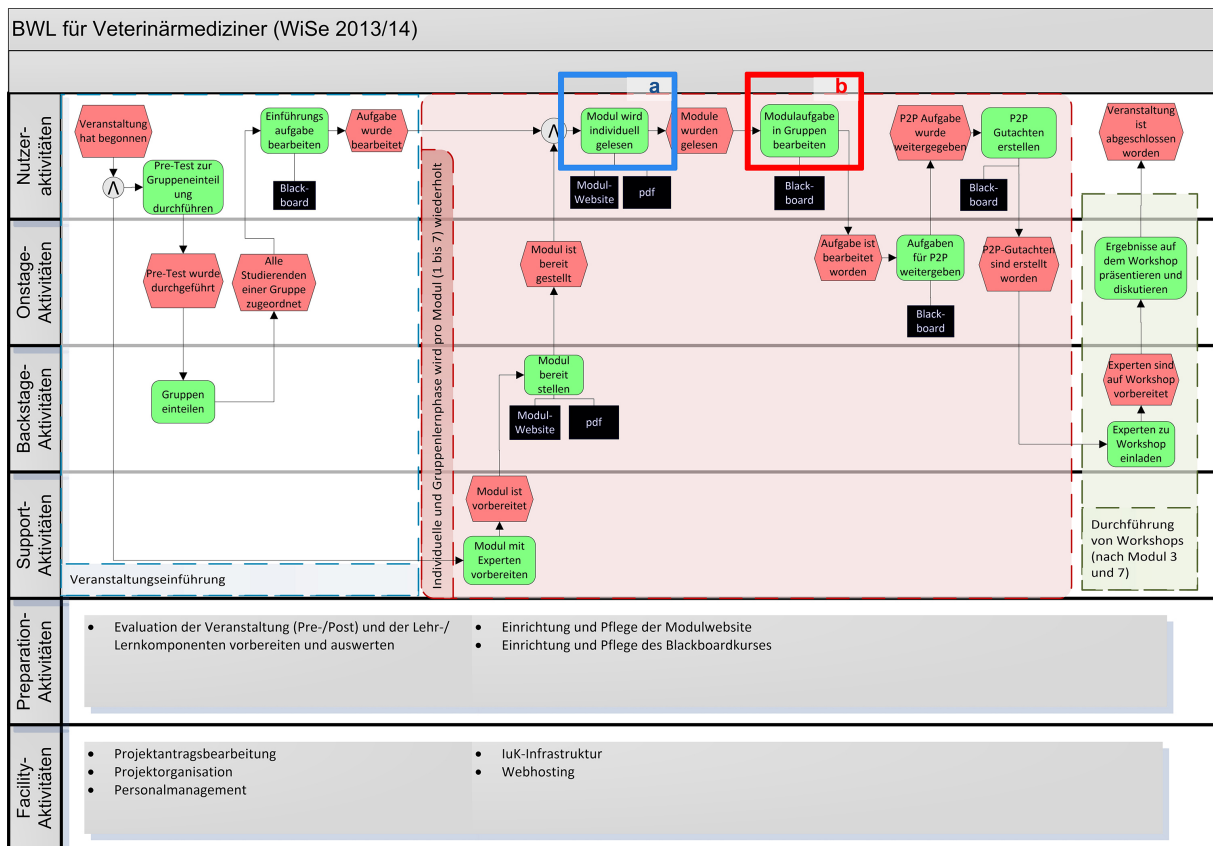 BWL für Veterinärmediziner (WiSe 2013/14)
a
b
Nutzer-
aktivitäten
Veranstaltung
hat begonnen
Λ
Pre-Test zur
Gruppeneinteil
ung
durchführen
Einführungs
aufgabe
bearbeiten
Black-
board
Aufgabe
wurde
bearbeitet
Λ
Modul wird
individuell
gelesen
Modul-
Website
pdf
Module
wurden
gelesen
Modulaufgabe
in Gruppen
bearbeiten
Black-
board
P2P Aufgabe
wurde
weitergegeben
P2P
Gutachten
erstellen
Black-
board
Veranstaltung
ist
abgeschlossen
worden
Onstage-
Aktivitäten
Pre-Test wurde
durchgeführt
Alle
Studierenden
einer Gruppe
zugeordnet
Individuelle und Gruppenlernphase wird pro Modul (1 bis 7) wiederholt
Modul ist
bereit
gestellt
Aufgabe ist
bearbeitet
worden
Aufgaben
für P2P
weitergeben
Black-
board
P2P-Gutachten
sind erstellt
worden
Ergebnisse auf
dem Workshop
präsentieren und
diskutieren
Backstage-
Aktivitäten
Gruppen
einteilen
Modul
bereit
stellen
Modul-
Website
pdf
Experten sind
auf Workshop
vorbereitet
Experten zu
Workshop
einladen
Support-
Aktivitäten
Veranstaltungseinführung
Modul ist
vorbereitet
Modul mit
Experten
vorbereiten
Durchführung
von Workshops
(nach Modul 3
und 7)
Preparation-
Aktivitäten
• Evaluation der Veranstaltung (Pre-/Post) und der Lehr-/
Lernkomponenten vorbereiten und auswerten
• Einrichtung und Pflege der Modulwebsite
• Einrichtung und Pflege des Blackboardkurses
Facility-
Aktivitäten
• Projektantragsbearbeitung
• Projektorganisation
• Personalmanagement
• IuK-Infrastruktur
• Webhosting